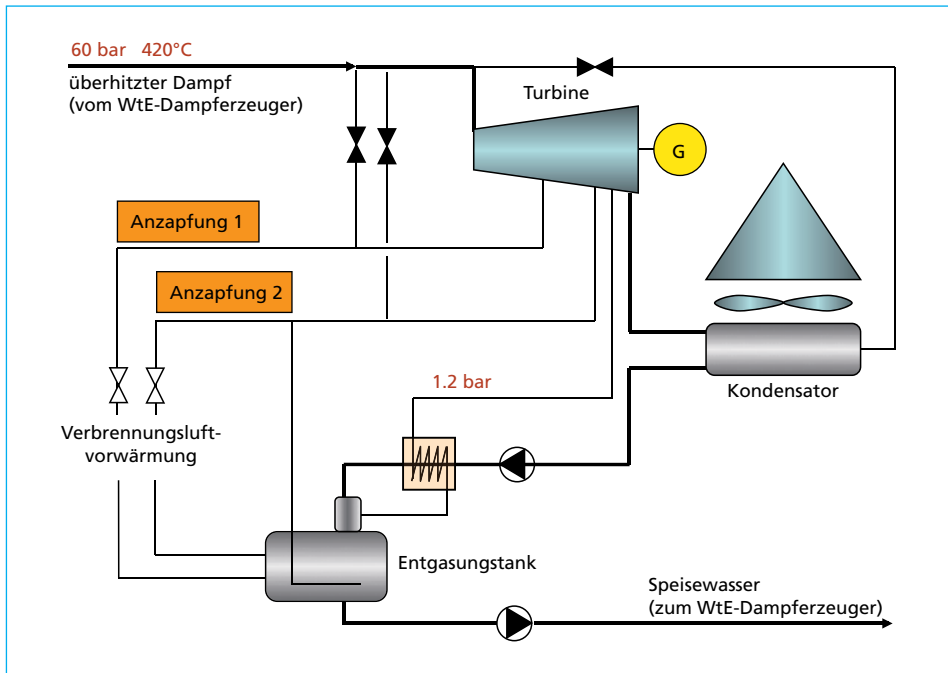 60 bar 420°C
überhitzter Dampf
(vom WtE-Dampferzeuger)
Turbine
G
Anzapfung 1
Anzapfung 2
1.2 bar
Kondensator
Verbrennungsluft-
vorwärmung
Entgasungstank
Speisewasser
(zum WtE-Dampferzeuger)